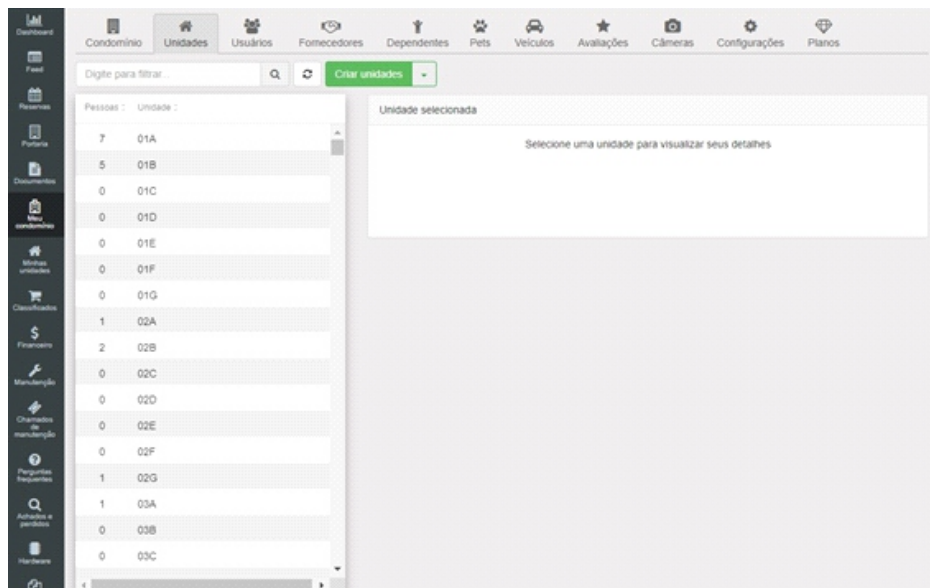 Dashboard
Feed
Reservas
Portaria
Documentos
Meu
condomínio
Minhas
unidades
Classificados
Financeiro
Manutenção
Chamados
de
manutenção
Perguntas
frequentes
Achados e
perdidos
Hardware
Condomínio Unidades Usuários Fornecedores Dependentes Pets Veículos Avaliações Câmeras Configurações Planos
Digite para filtrar... Criar unidades
Pessoas Unidade
7 01A
5 01B
0 01C
0 01D
0 01E
0 01F
0 01G
1 02A
2 02B
0 02C
0 02D
0 02E
0 02F
1 02G
1 03A
0 03B
0 03C
Unidade selecionada
Selecione uma unidade para visualizar seus detalhes